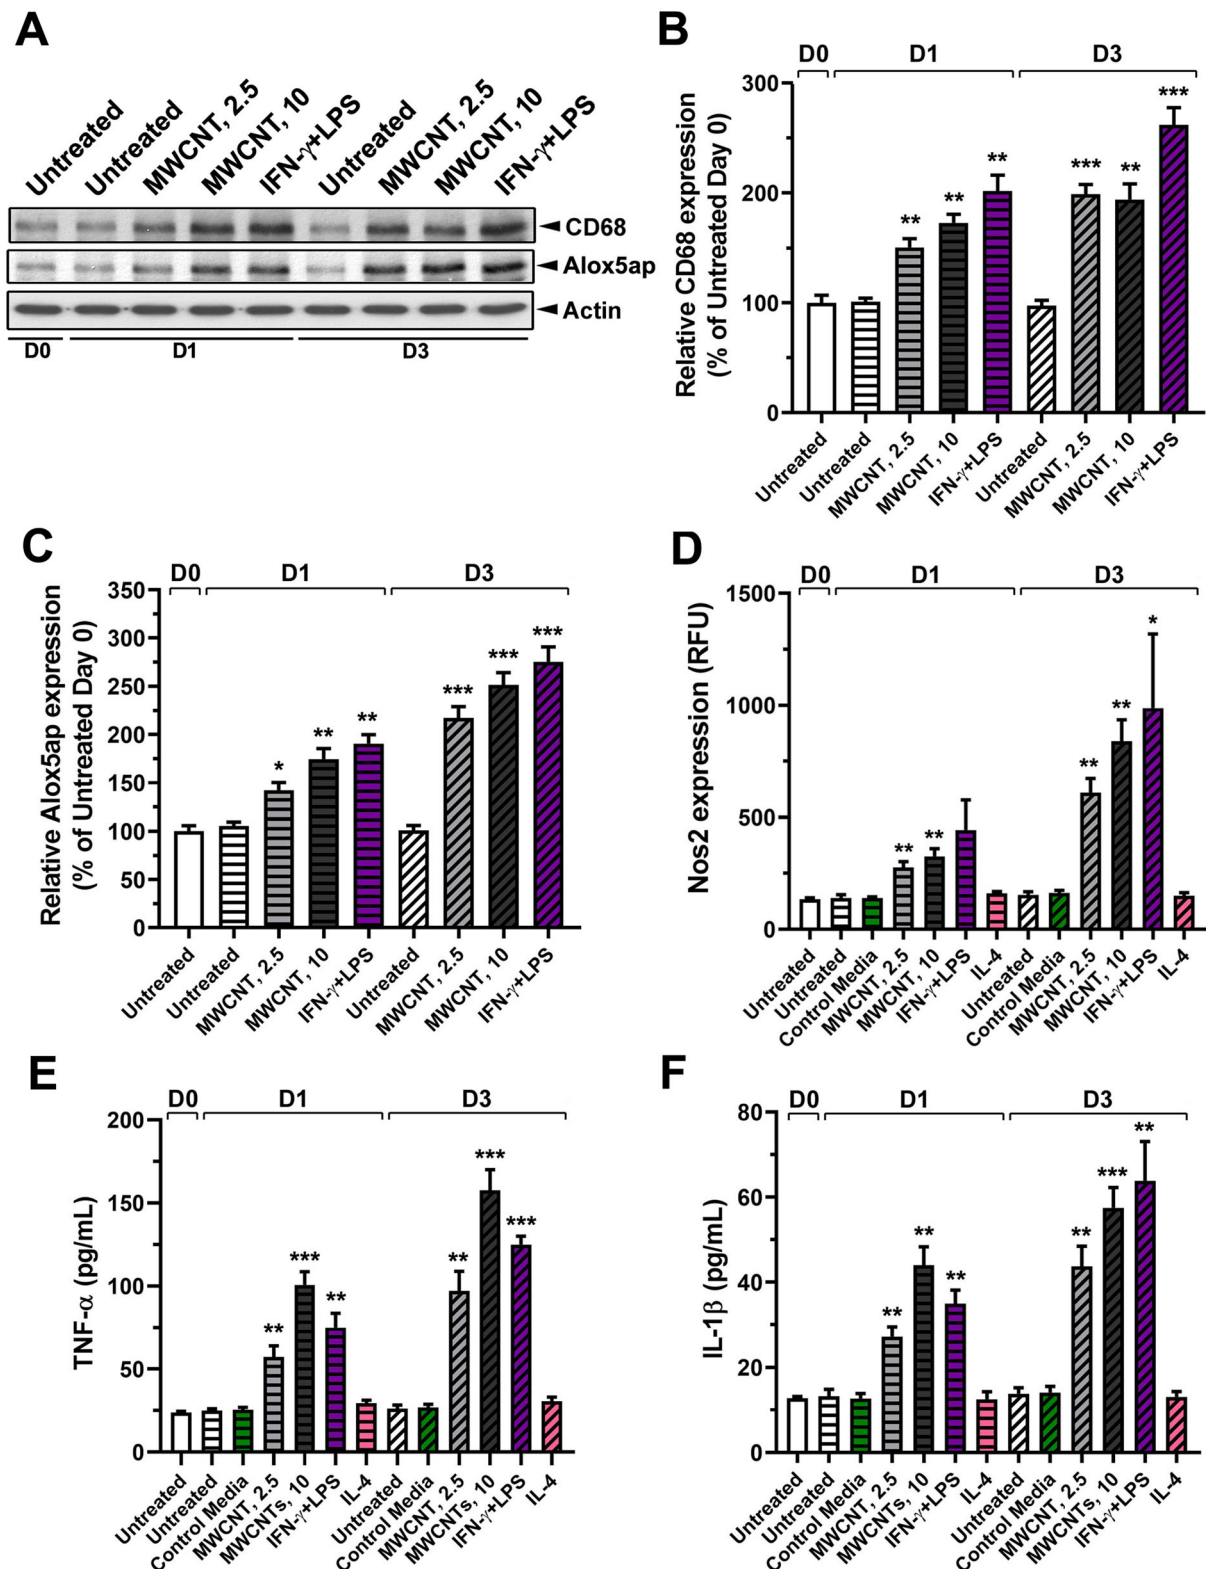 A
Untreated
Untreated
MWCNT, 2.5
MWCNT, 10
IFN-γ+LPS
Untreated
MWCNT, 2.5
MWCNT, 10
IFN-γ+LPS
CD68
Alox5ap
Actin
D0
D1
D3
B
D0
D1
D3
Relative CD68 expression
(% of Untreated Day 0)
300
200
100
0
**
**
**
***
**
***
Untreated
Untreated
MWCNT, 2.5
MWCNT, 10
IFN-γ+LPS
Untreated
MWCNT, 2.5
MWCNT, 10
IFN-γ+LPS
C
D0
D1
D3
Relative Alox5ap expression
(% of Untreated Day 0)
350
300
250
200
150
100
50
0
*
**
**
***
***
***
Untreated
Untreated
MWCNT, 2.5
MWCNT, 10
IFN-γ+LPS
Untreated
MWCNT, 2.5
MWCNT, 10
IFN-γ+LPS
D
D0
D1
D3
Nos2 expression (RFU)
1500
1000
500
0
**
**
**
**
*
Untreated
Untreated
Control Media
MWCNT, 2.5
MWCNT, 10
IFN-γ+LPS
IL-4
Untreated
Control Media
MWCNT, 2.5
MWCNT, 10
IFN-γ+LPS
IL-4
E
D0
D1
D3
TNF-α (pg/mL)
200
150
100
50
0
**
***
**
**
***
***
Untreated
Untreated
Control Media
MWCNT, 2.5
MWCNTs, 10
IFN-γ+LPS
IL-4
Untreated
Control Media
MWCNT, 2.5
MWCNTs, 10
IFN-γ+LPS
IL-4
F
D0
D1
D3
IL-1β (pg/mL)
80
60
40
20
0
**
**
**
**
***
**
Untreated
Untreated
Control Media
MWCNT, 2.5
MWCNTs, 10
IFN-γ+LPS
IL-4
Untreated
Control Media
MWCNT, 2.5
MWCNTs, 10
IFN-γ+LPS
IL-4